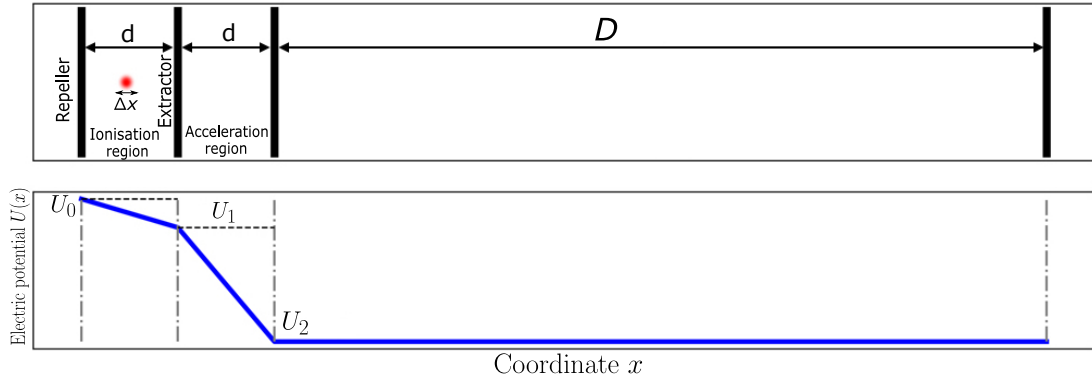 d
d
D
Repeller
Extractor
Δx
Ionisation
region
Acceleration
region
Electric potential U(x)
U₀
U₁
U₂
Coordinate x